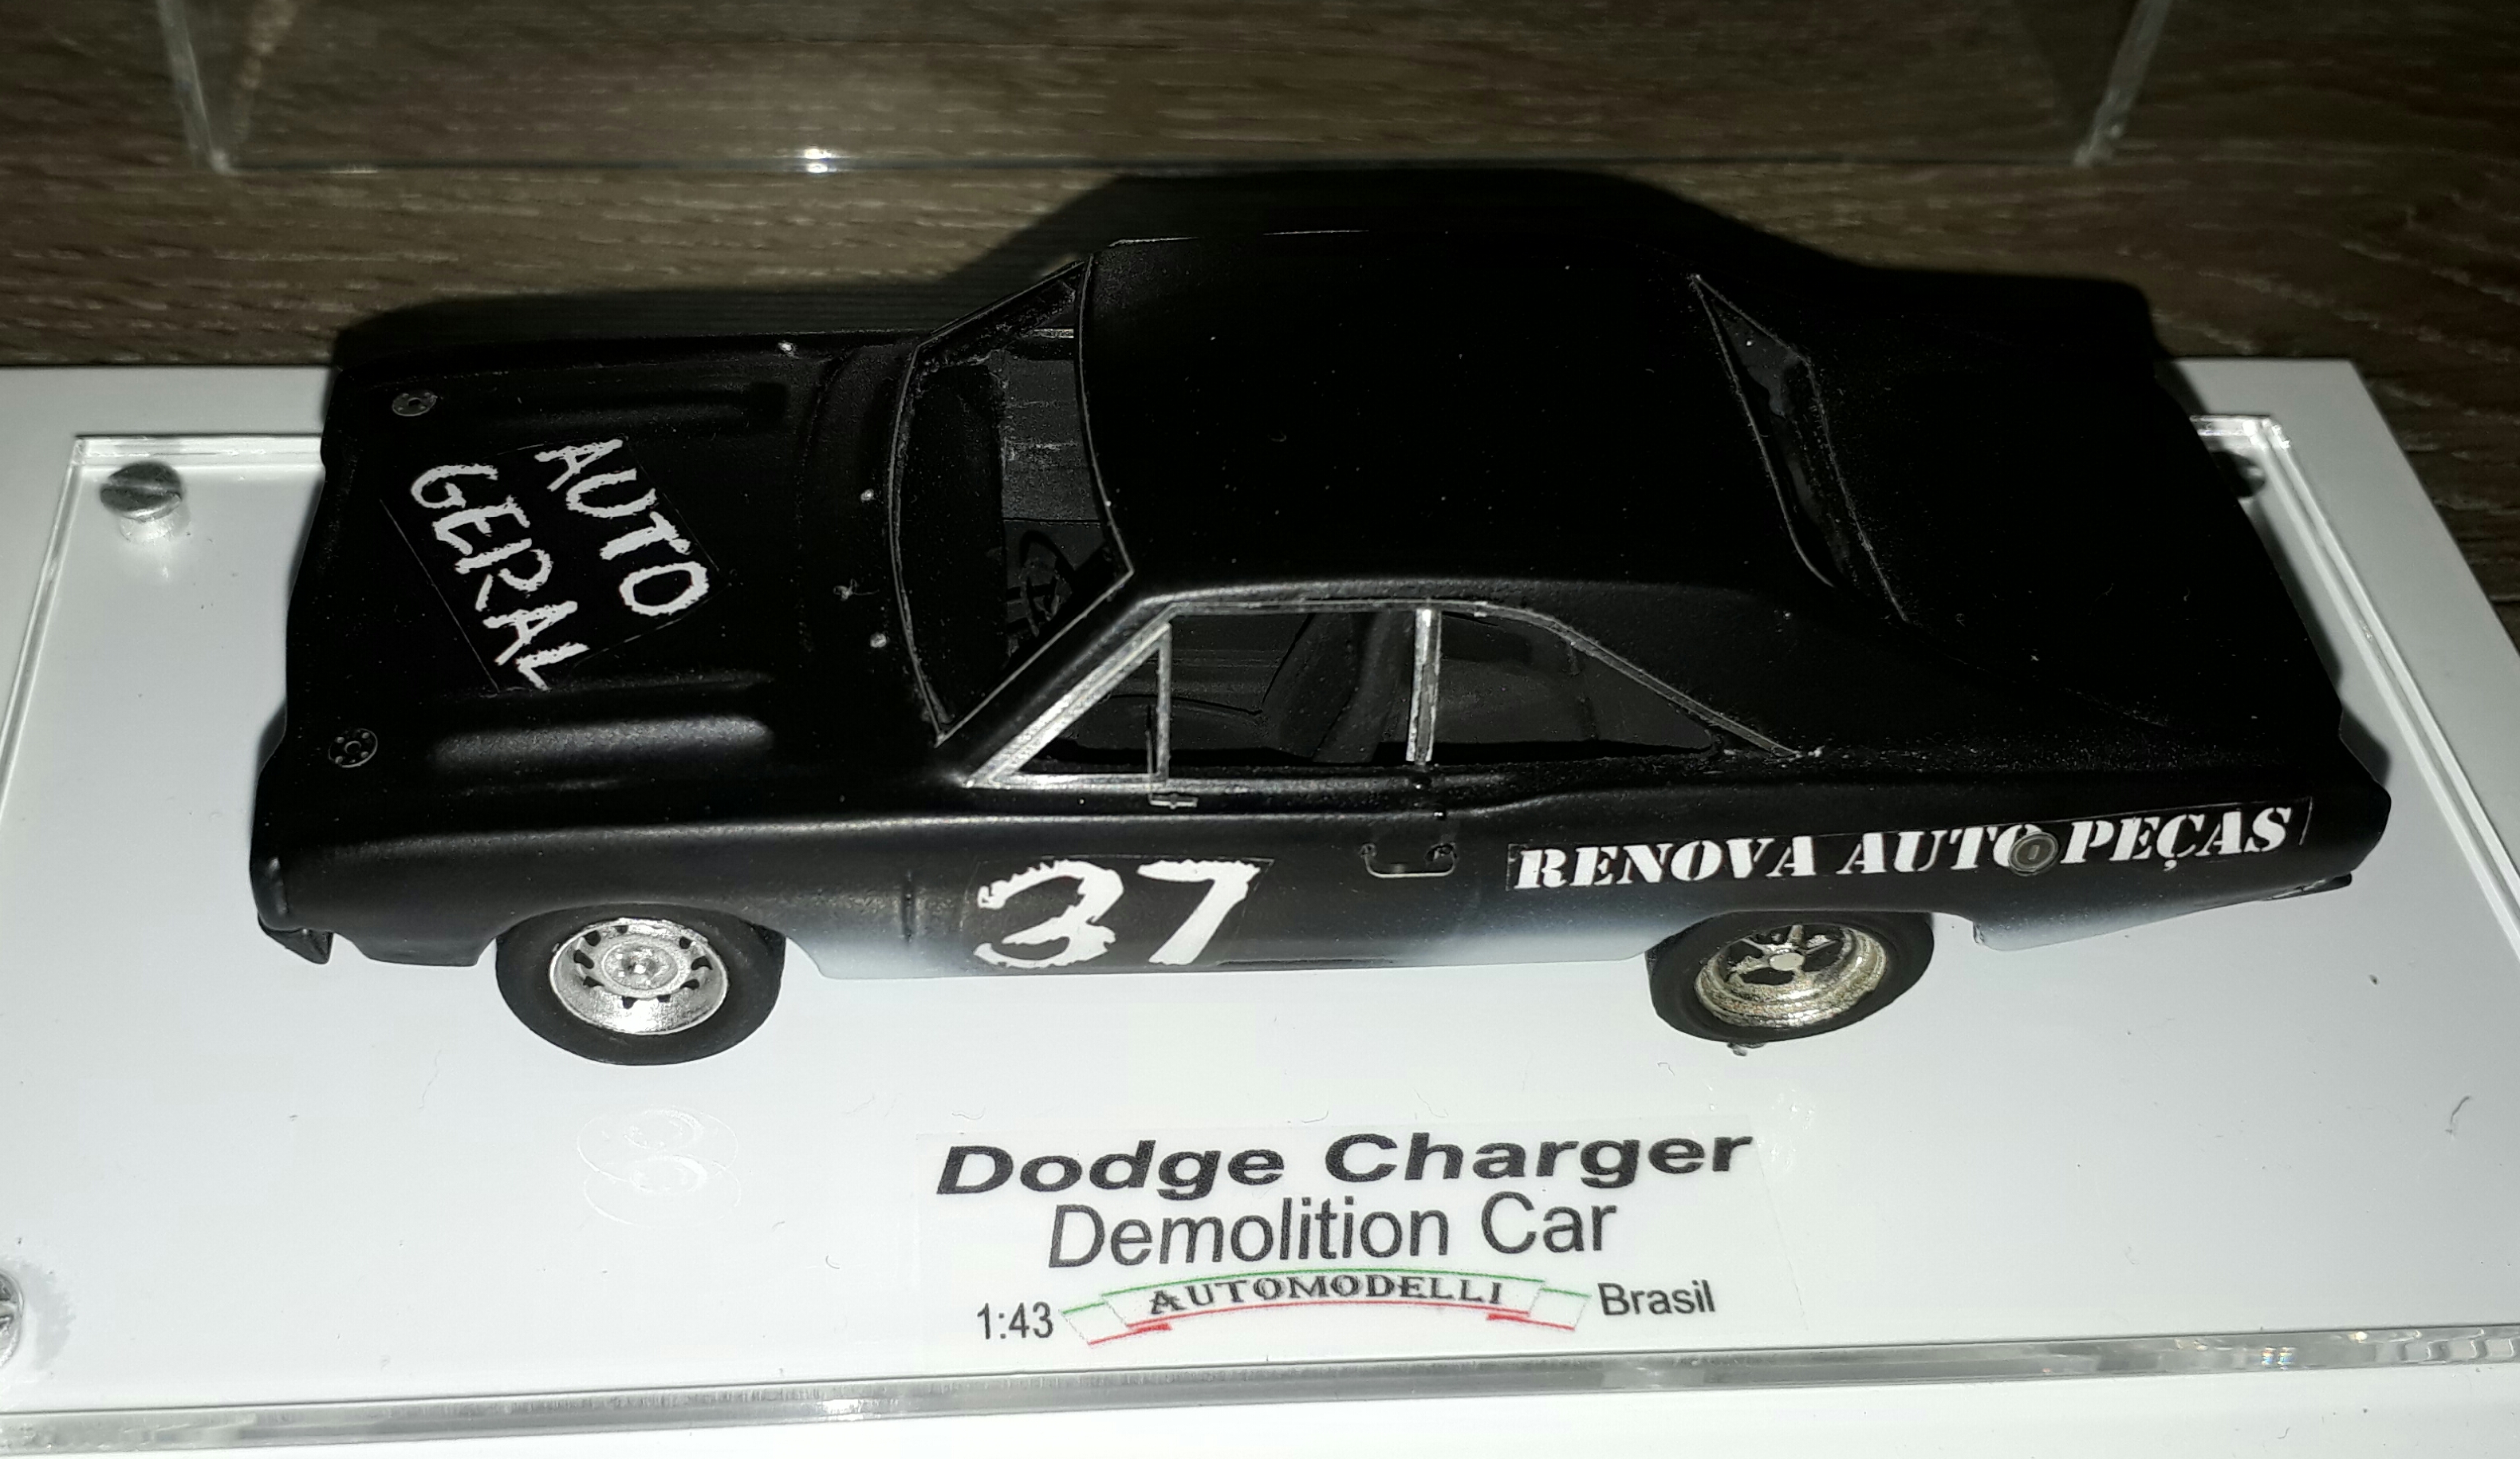 AUTO
GERAL
37
RENOVA AUTO PEÇAS
Dodge Charger
Demolition Car
1:43 AUTOMODELLI Brasil